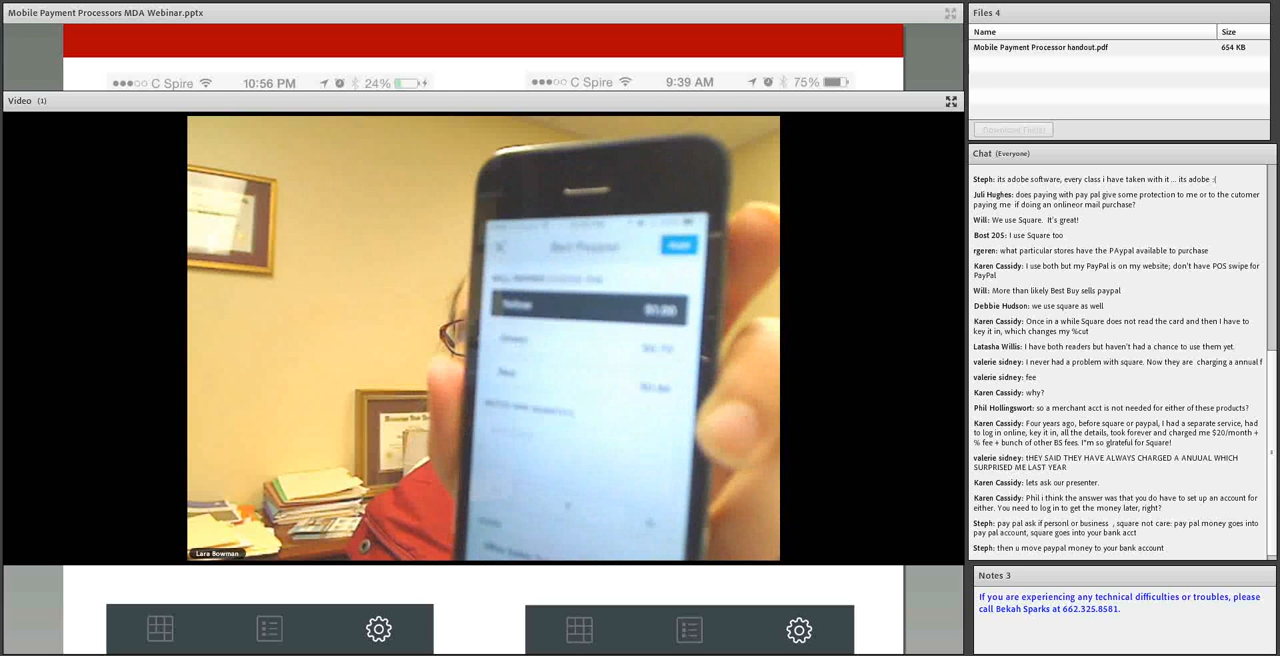 Mobile Payment Processors MDA Webinar.pptx
C Spire 10:56 PM 24%
C Spire 9:39 AM 75%
Video (1)
Lara Bowman
Files 4
Name Size
Mobile Payment Processor handout.pdf 654 KB
Chat (Everyone)
Steph: its adobe software, every class i have taken with it ... its adobe :(
Juli Hughes: does paying with pay pal give some protection to me or to the cutomer
paying me if doing an onlineor mail purchase?
Will: We use Square. It's great!
Bost 205: I use Square too
rgeren: what particular stores have the PAypal available to purchase
Karen Cassidy: I use both but my PayPal is on my website; don't have POS swipe for
PayPal
Will: More than likely Best Buy sells paypal
Debbie Hudson: we use square as well
Karen Cassidy: Once in a while Square does not read the card and then I have to
key it in, which changes my %cut
Latasha Willis: I have both readers but haven't had a chance to use them yet.
valerie sidney: I never had a problem with square. Now they are charging a annual f
valerie sidney: fee
Karen Cassidy: why?
Phil Hollingswort: so a merchant acct is not needed for either of these products?
Karen Cassidy: Four years ago, before square or paypal, I had a separate service, had
to log in online, key it in, all the details, took forever and charged me $20/month +
% fee + bunch of other BS fees. I"m so glrateful for Square!
valerie sidney: tHEY SAID THEY HAVE ALWAYS CHARGED A ANUUAL WHICH
SURPRISED ME LAST YEAR
Karen Cassidy: lets ask our presenter.
Karen Cassidy: Phil i think the answer was that you do have to set up an account for
either. You need to log in to get the money later, right?
Steph: pay pal ask if personl or business , square not care: pay pal money goes into
pay pal account, square goes into your bank acct
Steph: then u move paypal money to your bank account
Notes 3
If you are experiencing any technical difficulties or troubles, please
call Bekah Sparks at 662.325.8581.